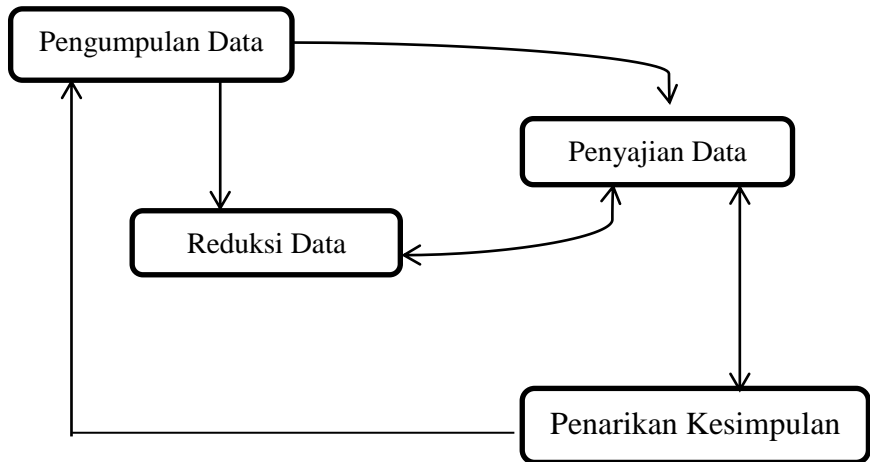 Pengumpulan Data
Penyajian Data
Reduksi Data
Penarikan Kesimpulan